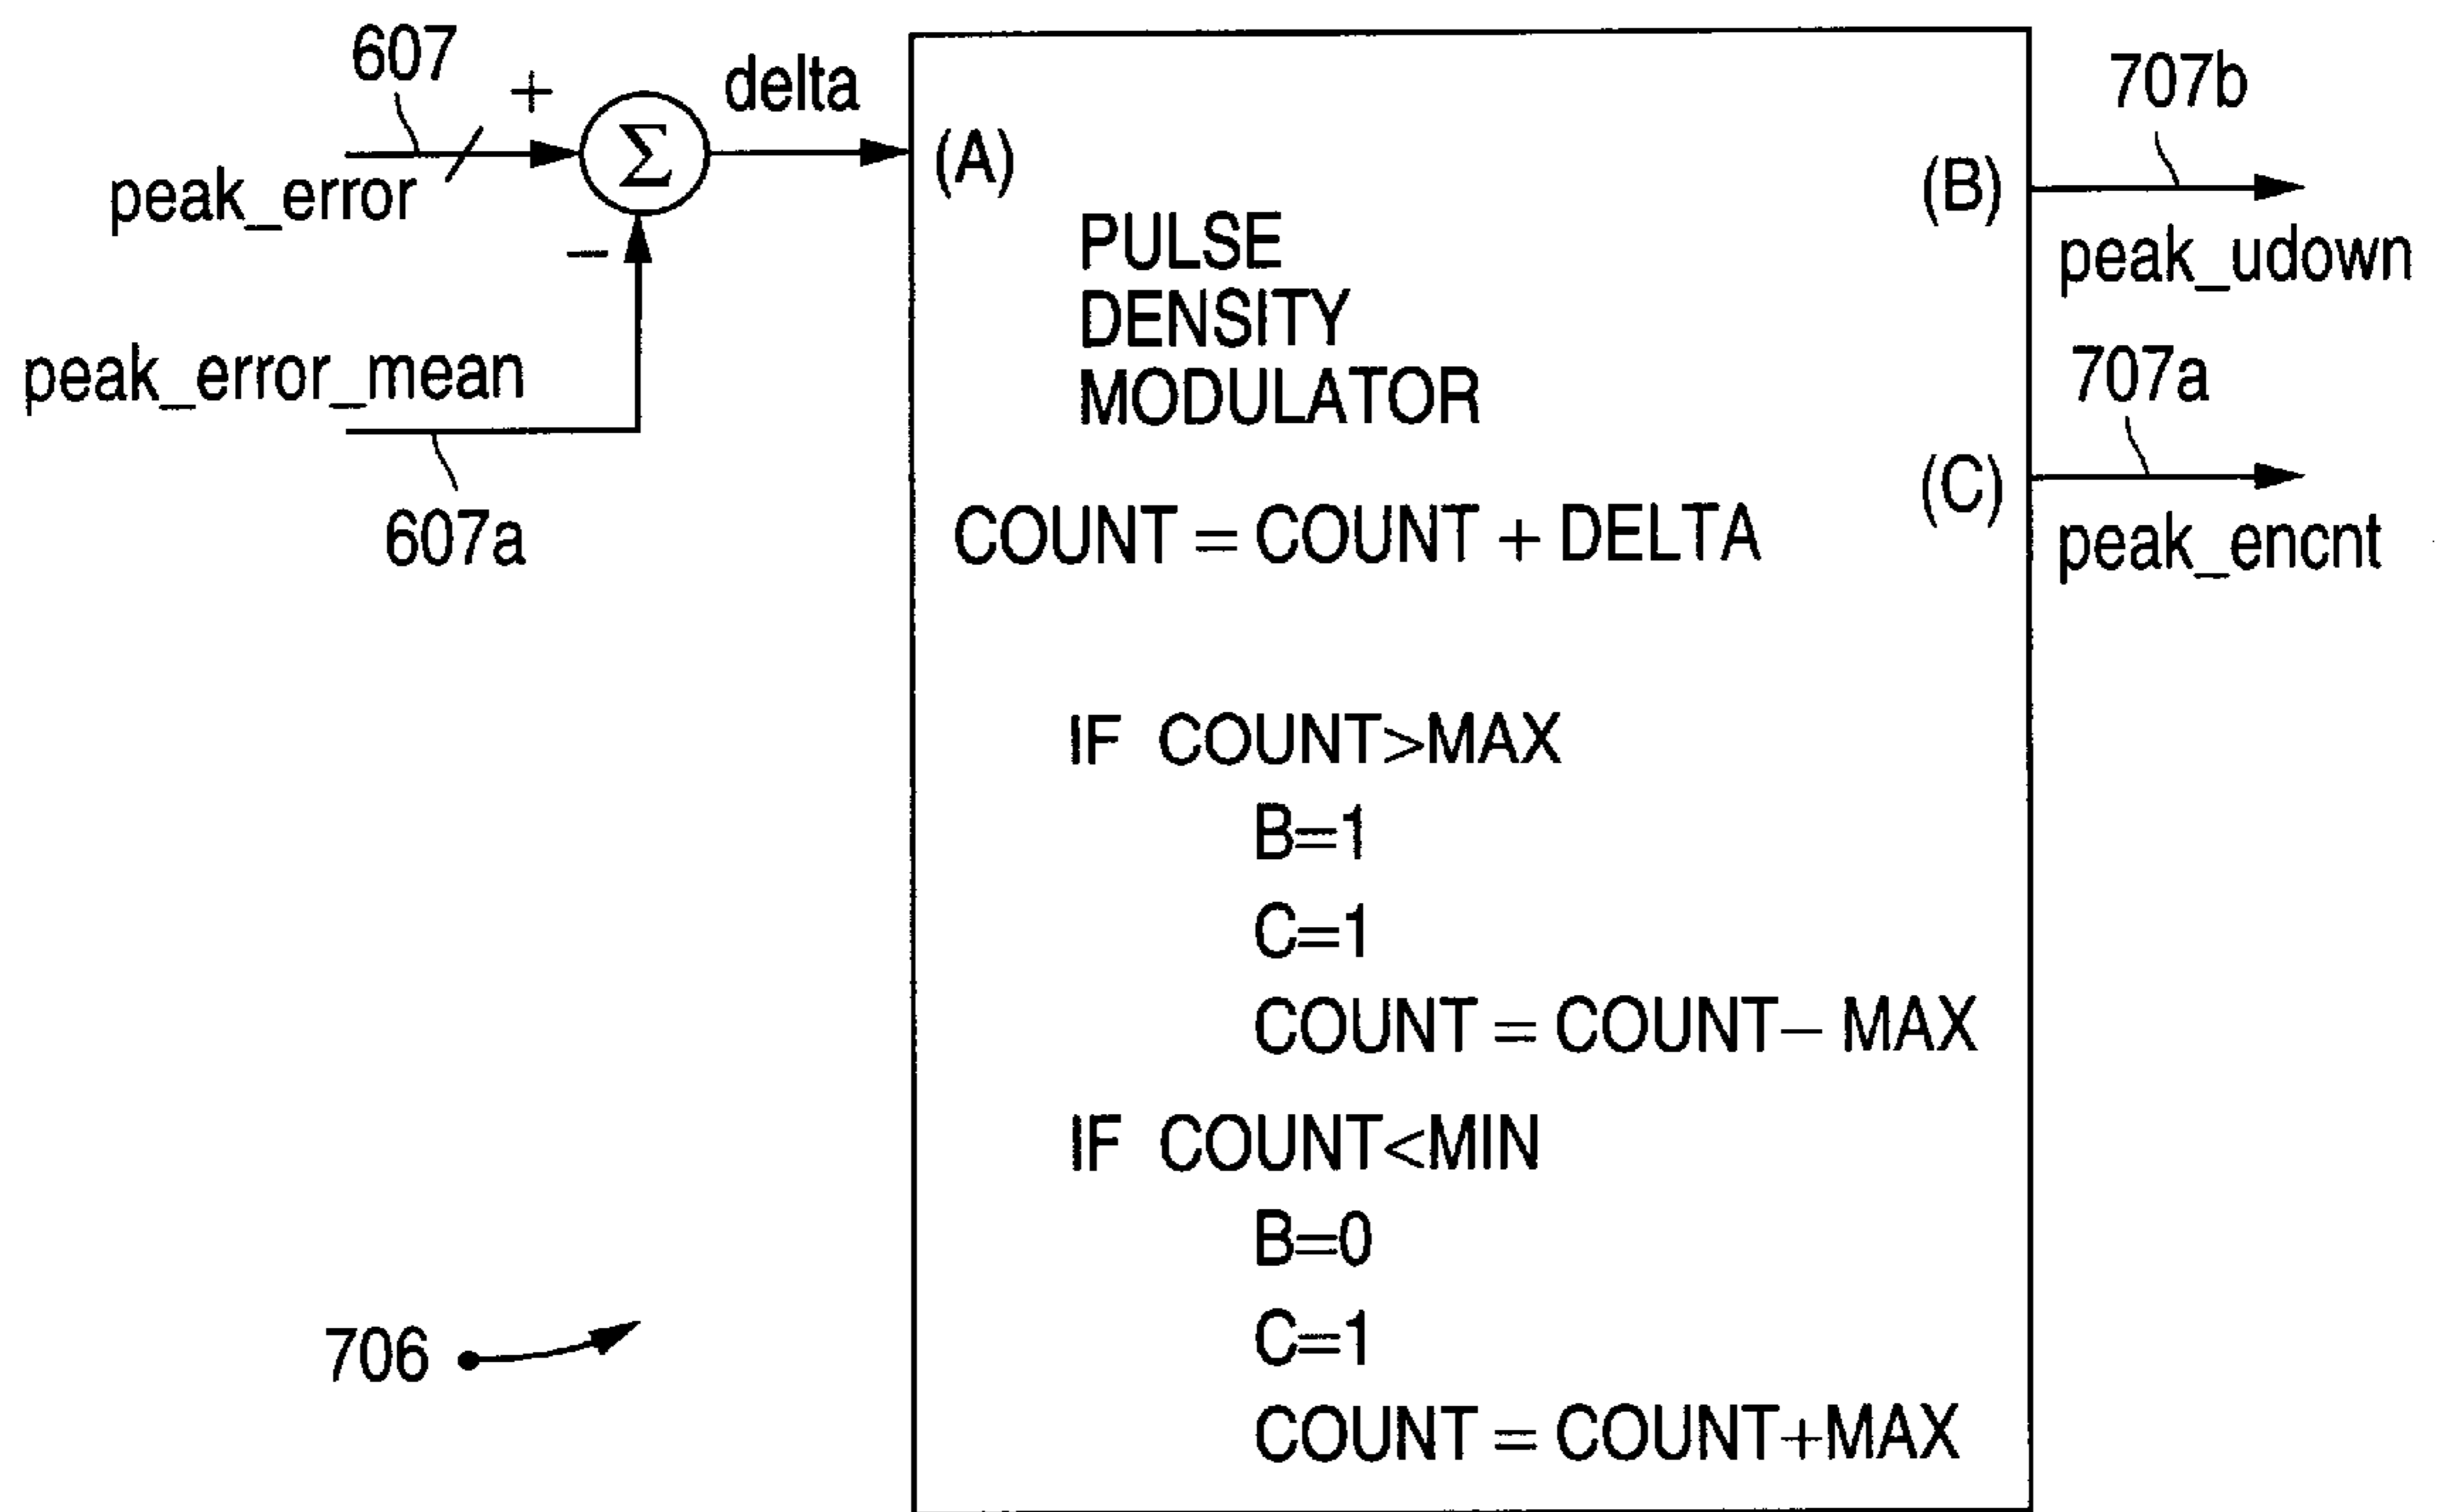 607
+
delta
peak_error
Σ
–
peak_error_mean
607a
(A)
PULSE
DENSITY
MODULATOR
COUNT = COUNT + DELTA
IF COUNT>MAX
B=1
C=1
COUNT = COUNT– MAX
IF COUNT<MIN
B=0
C=1
COUNT = COUNT+MAX
(B)
707b
peak_udown
707a
(C)
peak_encnt
706